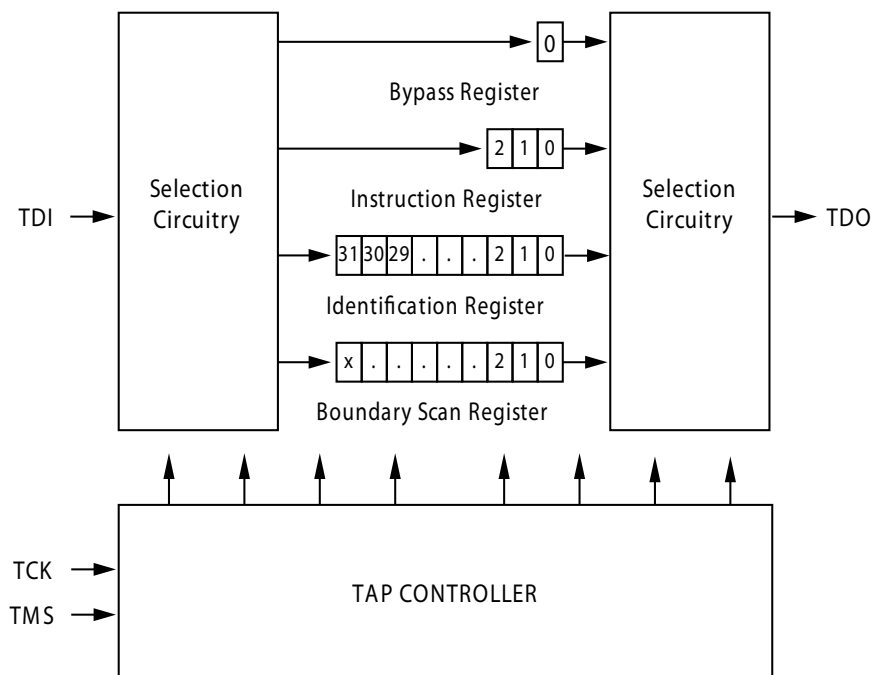 0
Bypass Register
2 1 0
Selection
Circuitry
Instruction Register
Selection
Circuitry
TDI
TDO
31 30 29 . . . 2 1 0
Identification Register
x . . . . . 2 1 0
Boundary Scan Register
TCK
TAP CONTROLLER
TMS